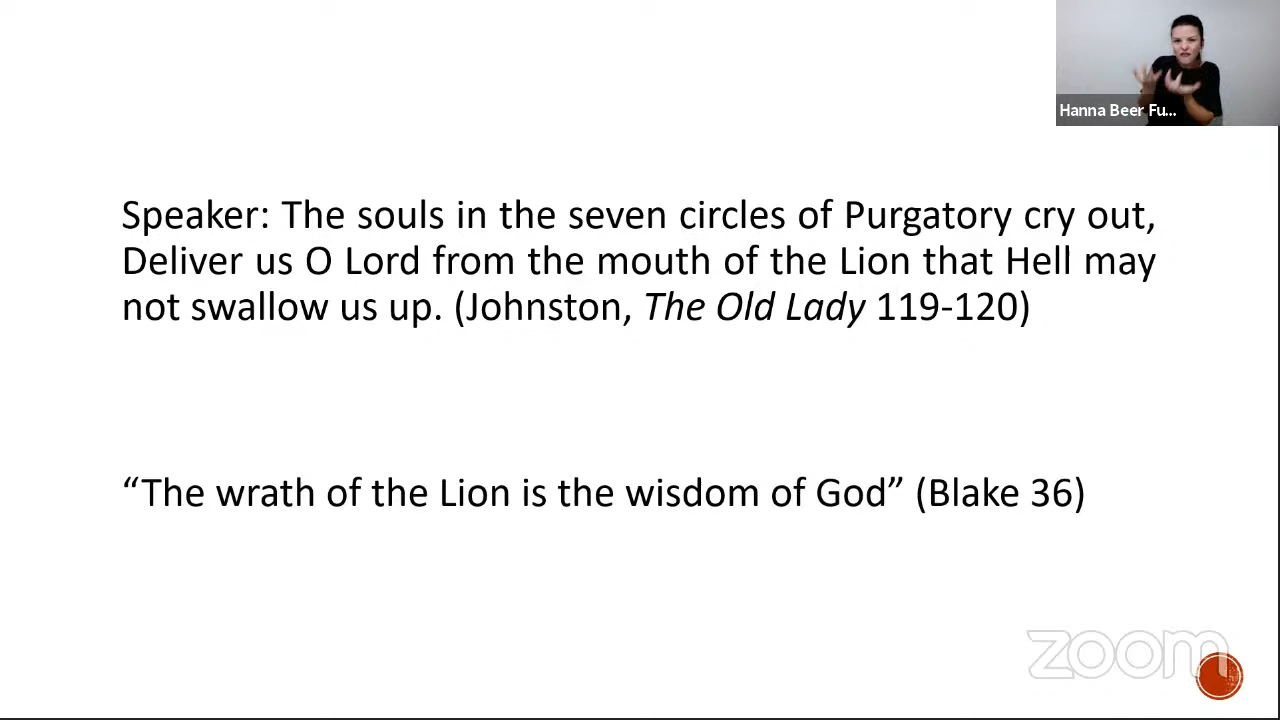 Hanna Beer Fu...
Speaker: The souls in the seven circles of Purgatory cry out,
Deliver us O Lord from the mouth of the Lion that Hell may
not swallow us up. (Johnston, The Old Lady 119-120)
“The wrath of the Lion is the wisdom of God” (Blake 36)
zoom